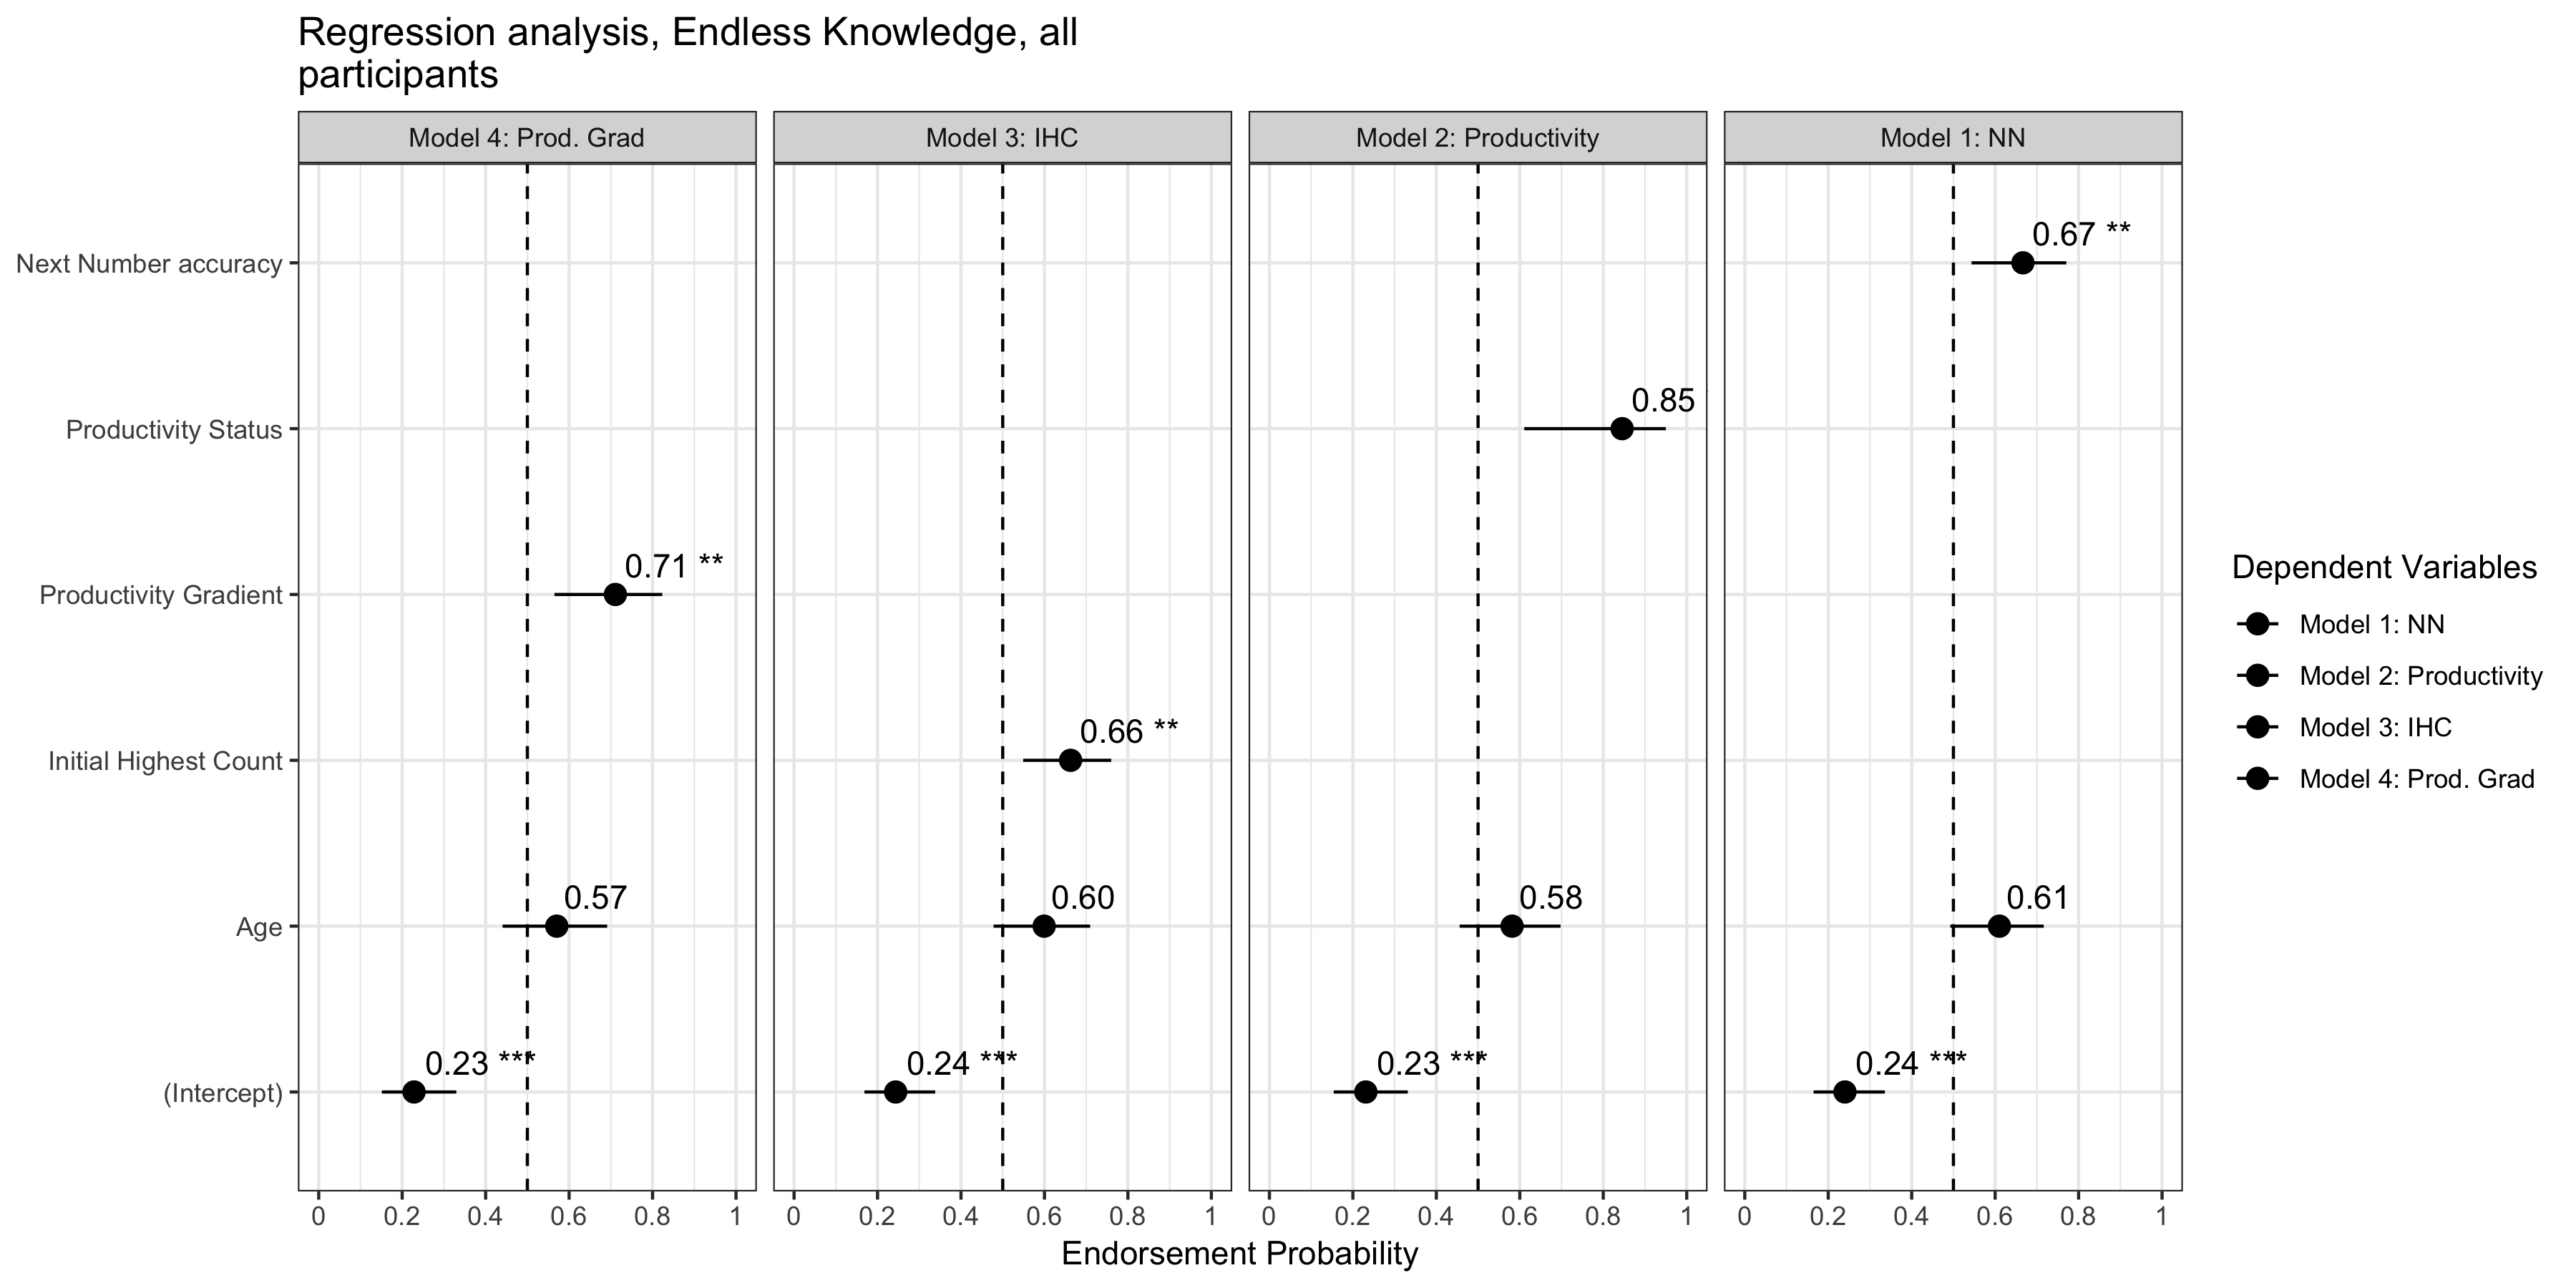 Regression analysis, Endless Knowledge, all
participants
Model 4: Prod. Grad
Model 3: IHC
Model 2: Productivity
Model 1: NN
Next Number accuracy
0.67 **
Productivity Status
0.85
Productivity Gradient
0.71 **
Initial Highest Count
0.66 **
Age
0.57
0.60
0.58
0.61
(Intercept)
0.23 ***
0.24 ***
0.23 ***
0.24 ***
0 0.2 0.4 0.6 0.8 1
0 0.2 0.4 0.6 0.8 1
0 0.2 0.4 0.6 0.8 1
0 0.2 0.4 0.6 0.8 1
Endorsement Probability
Dependent Variables
Model 1: NN
Model 2: Productivity
Model 3: IHC
Model 4: Prod. Grad